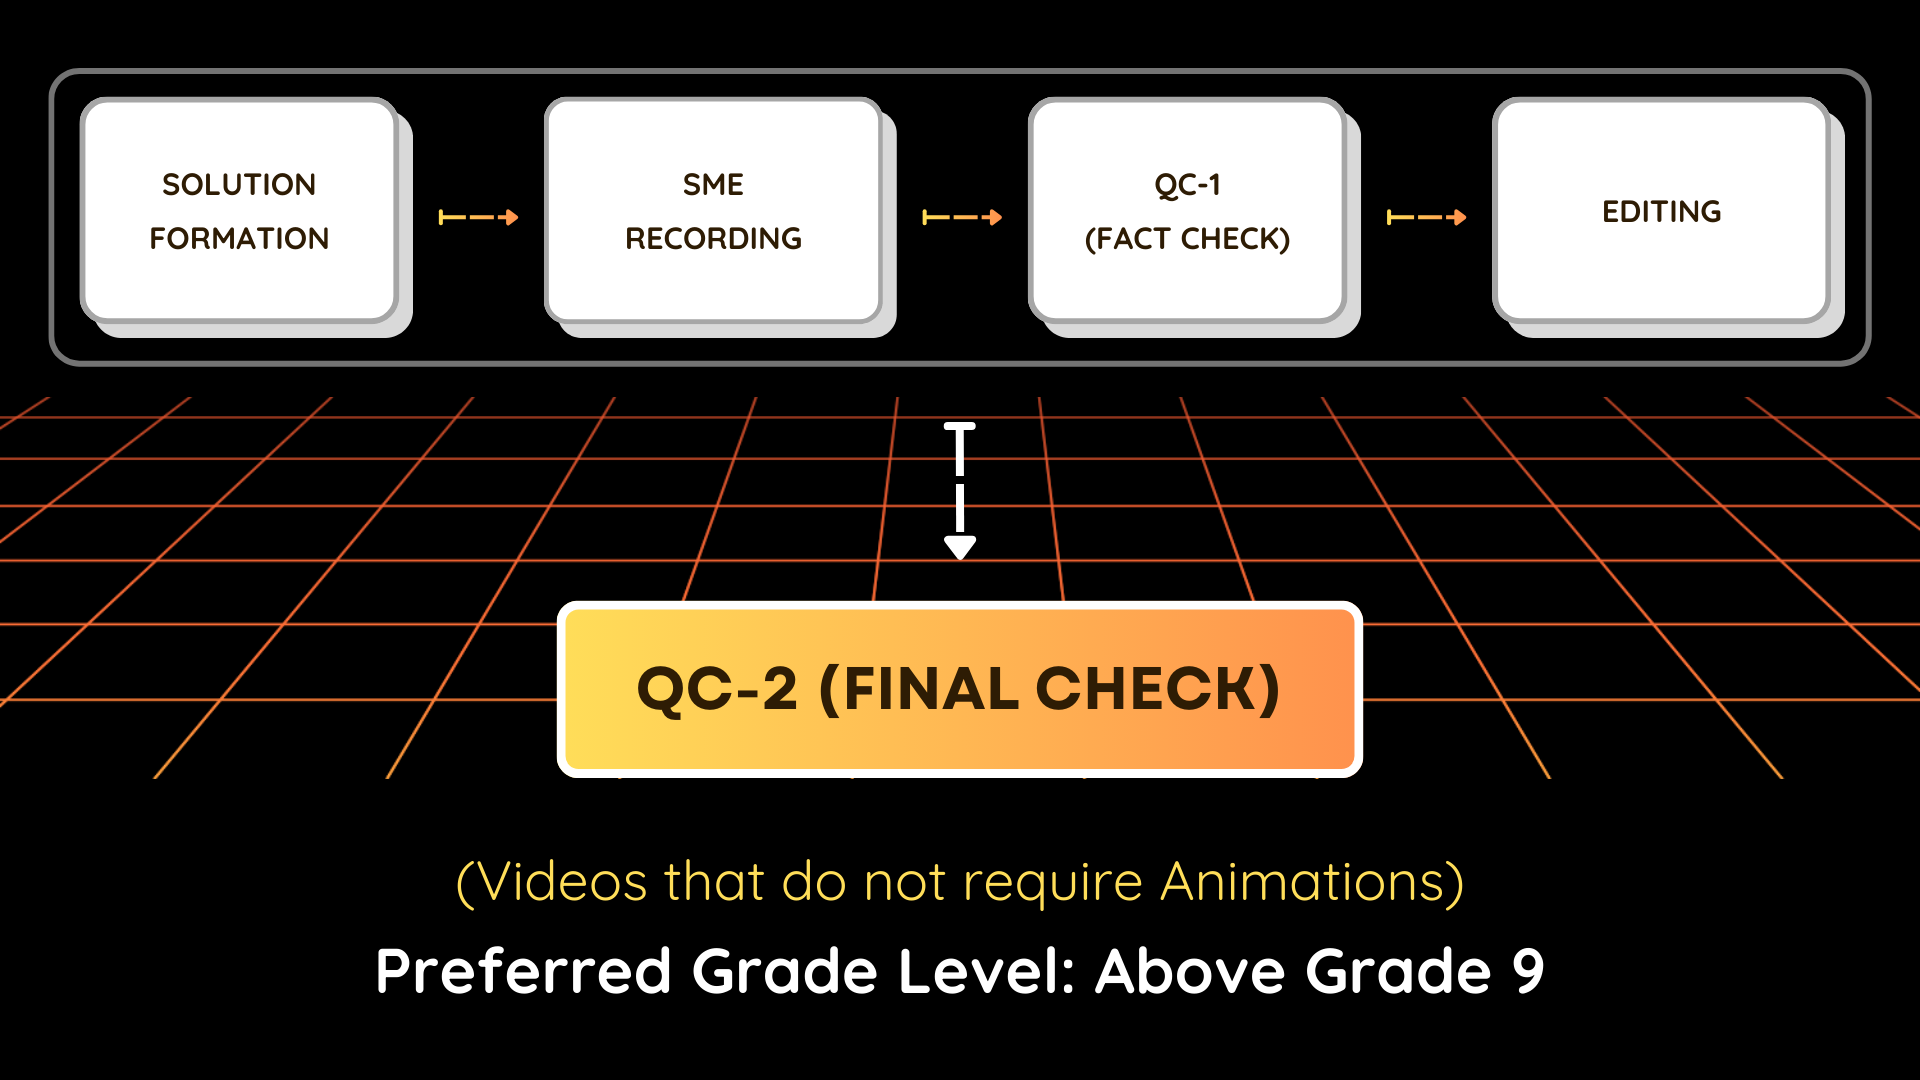 SOLUTION
FORMATION
SME
RECORDING
QC-1
(FACT CHECK)
EDITING
QC-2 (FINAL CHECK)
(Videos that do not require Animations)
Preferred Grade Level: Above Grade 9